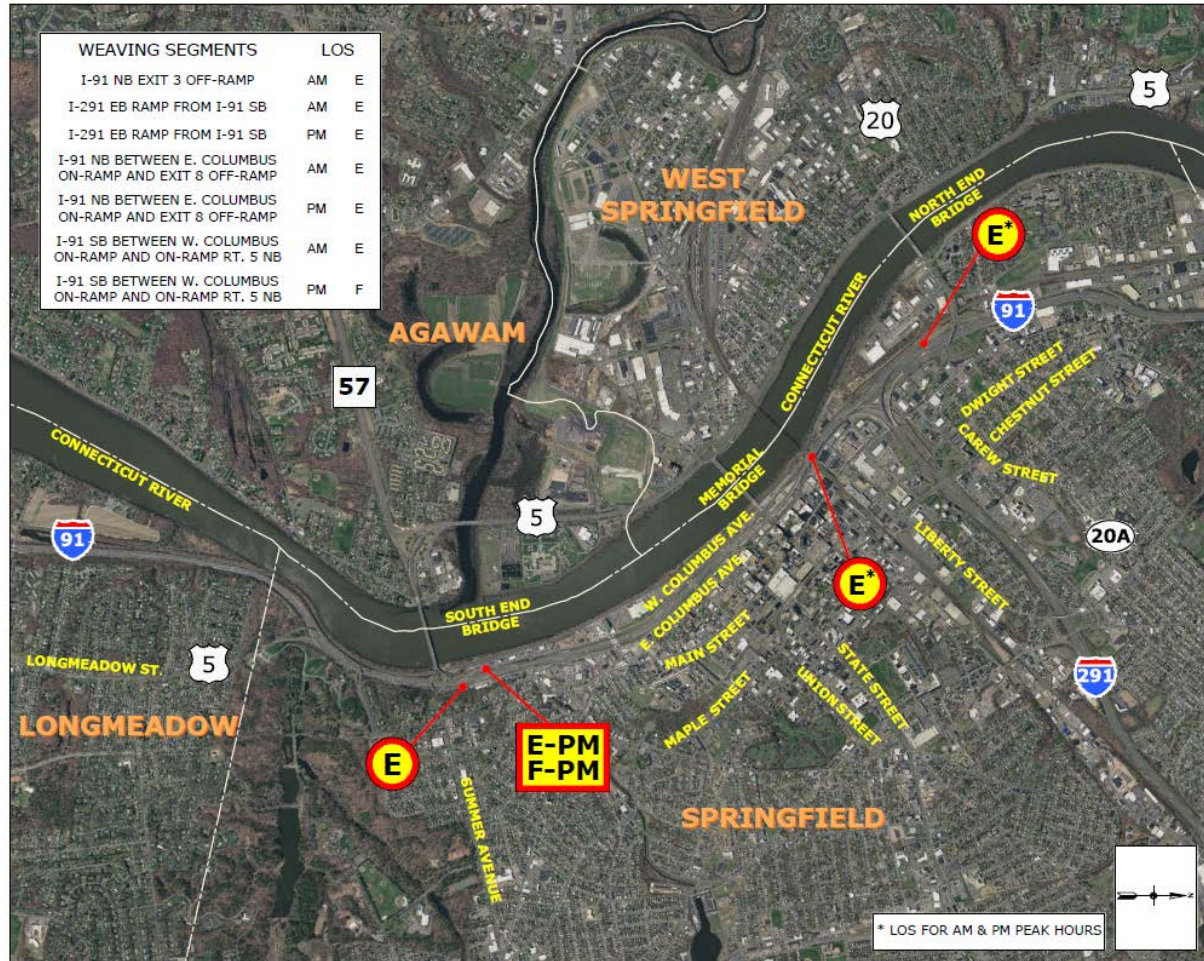 WEAVING SEGMENTS LOS
I-91 NB EXIT 3 OFF-RAMP AM E
I-291 EB RAMP FROM I-91 SB AM E
I-291 EB RAMP FROM I-91 SB PM E
I-91 NB BETWEEN E. COLUMBUS
ON-RAMP AND EXIT 8 OFF-RAMP AM E
I-91 NB BETWEEN E. COLUMBUS
ON-RAMP AND EXIT 8 OFF-RAMP PM E
I-91 SB BETWEEN W. COLUMBUS
ON-RAMP AND ON-RAMP RT. 5 NB AM E
I-91 SB BETWEEN W. COLUMBUS
ON-RAMP AND ON-RAMP RT. 5 NB PM F
5
20
WEST
SPRINGFIELD
NORTH END
BRIDGE
E*
91
AGAWAM
57
CONNECTICUT RIVER
DWIGHT STREET
CHESTNUT STREET
CAREW STREET
CONNECTICUT RIVER
MEMORIAL
BRIDGE
5
91
W. COLUMBUS AVE.
E. COLUMBUS AVE.
E*
LIBERTY STREET
20A
SOUTH END
BRIDGE
MAIN STREET
STATE STREET
UNION STREET
MAPLE STREET
291
LONGMEADOW ST.
5
LONGMEADOW
E
E-PM
F-PM
SUMMER AVENUE
SPRINGFIELD
N
* LOS FOR AM & PM PEAK HOURS